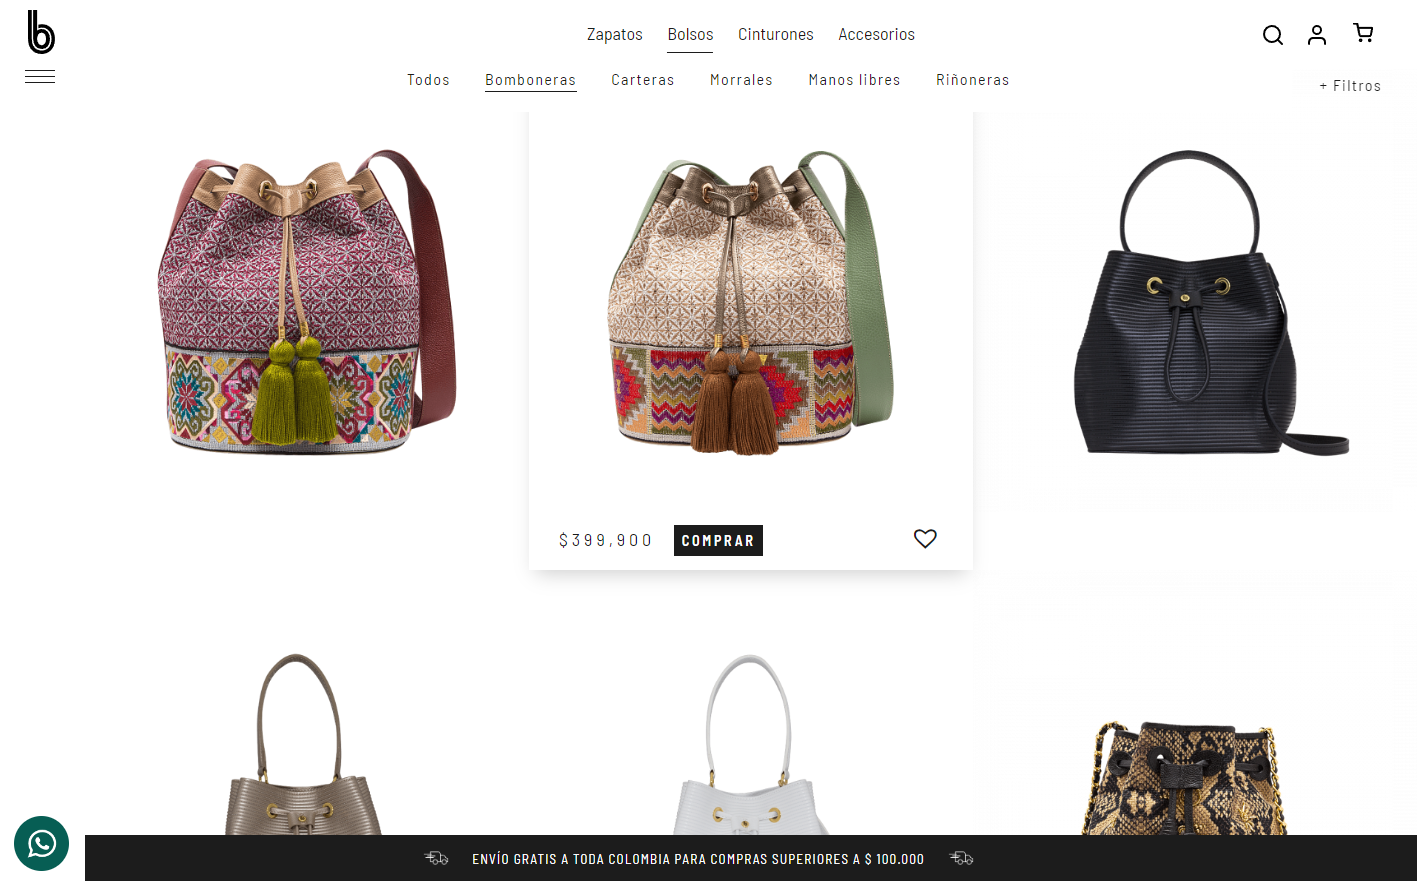 b
Zapatos Bolsos Cinturones Accesorios
Todos Bomboneras Carteras Morrales Manos libres Riñoneras
+ Filtros
$399,900 COMPRAR
ENVÍO GRATIS A TODA COLOMBIA PARA COMPRAS SUPERIORES A $ 100.000